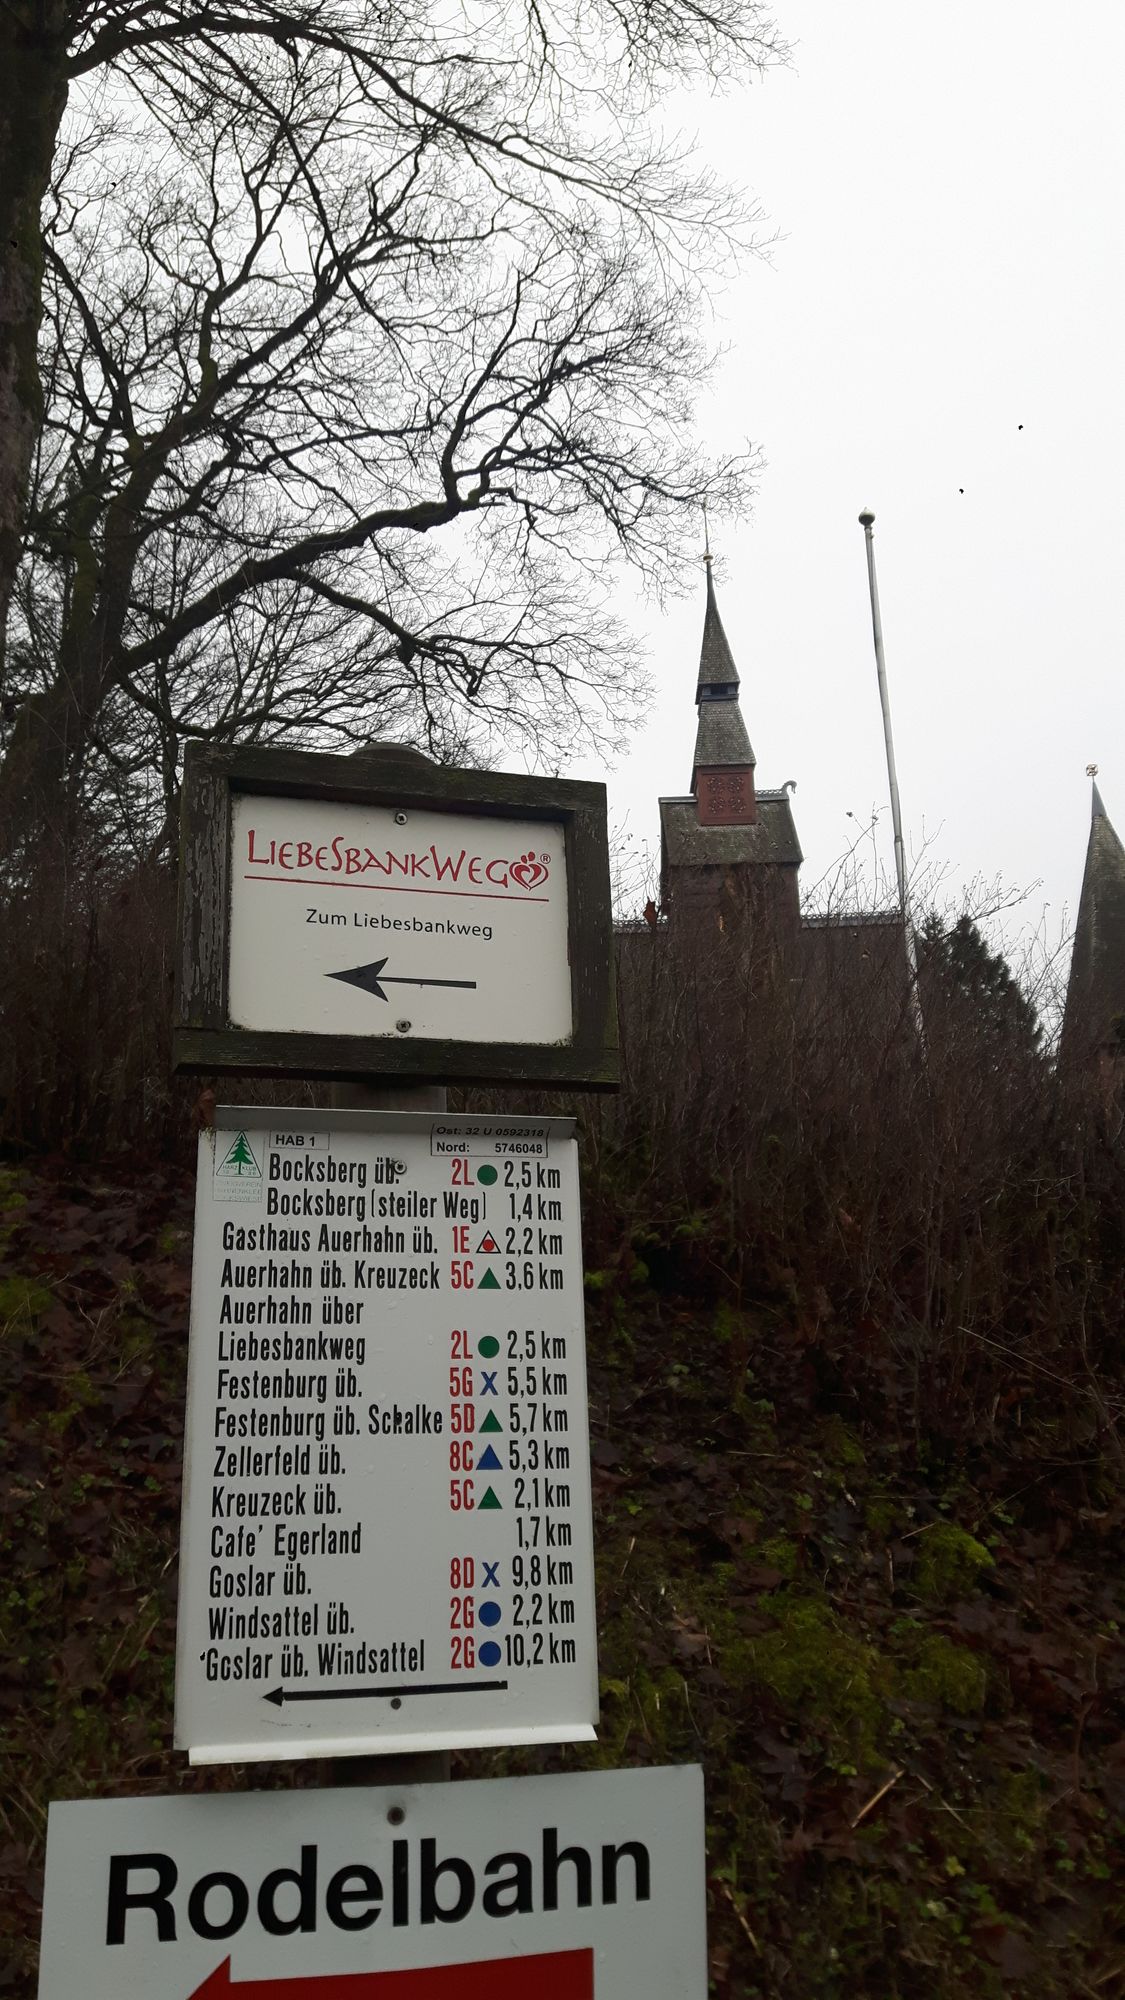 LIEBESBANKWEG ®
Zum Liebesbankweg
HAB 1
Ost: 32 U 0592318
Nord: 5746048
HARZ KLUB
Bocksberg üb. 2L 2,5 km
Bocksberg (steiler Weg) 1,4 km
Gasthaus Auerhahn üb. 1E 2,2 km
Auerhahn üb. Kreuzeck 5C 3,6 km
Auerhahn über
Liebesbankweg 2L 2,5 km
Festenburg üb. 5G X 5,5 km
Festenburg üb. Schalke 5D 5,7 km
Zellerfeld üb. 8C 5,3 km
Kreuzeck üb. 5C 2,1 km
Cafe' Egerland 1,7 km
Goslar üb. 8D X 9,8 km
Windsattel üb. 2G 2,2 km
Goslar üb. Windsattel 2G 10,2 km
Rodelbahn